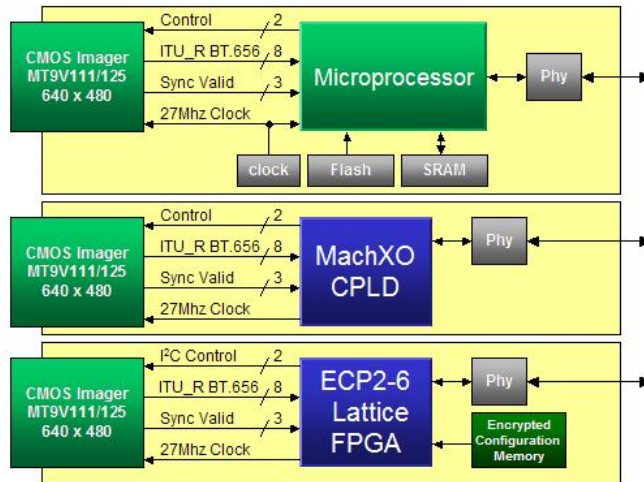 Control 2
CMOS Imager
MT9V111/125
640 x 480
ITU_R BT.656 8
Sync Valid 3
27Mhz Clock
Microprocessor
Phy
clock
Flash
SRAM
Control 2
CMOS Imager
MT9V111/125
640 x 480
ITU_R BT.656 8
Sync Valid 3
27Mhz Clock
MachXO
CPLD
Phy
I²C Control 2
CMOS Imager
MT9V111/125
640 x 480
ITU_R BT.656 8
Sync Valid 3
27Mhz Clock
ECP2-6
Lattice
FPGA
Phy
Encrypted
Configuration
Memory